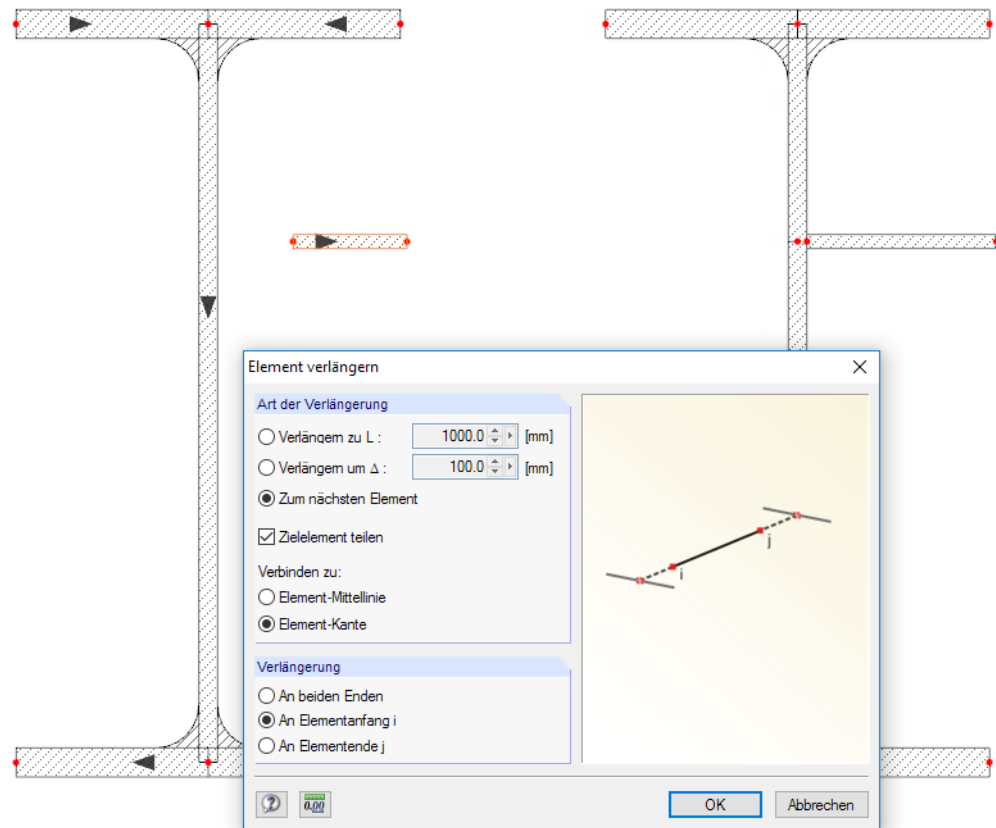 Element verlängern
Art der Verlängerung
Verlängern zu L : 1000.0 [mm]
Verlängern um Δ : 100.0 [mm]
Zum nächsten Element
Zielelement teilen
Verbinden zu:
Element-Mittellinie
Element-Kante
j
i
Verlängerung
An beiden Enden
An Elementanfang i
An Elementende j
0.00
OK
Abbrechen